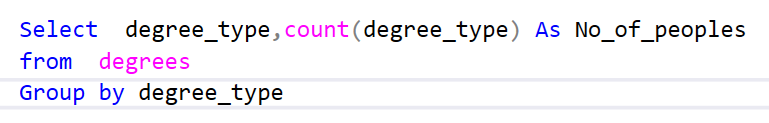 Select  degree_type,count(degree_type) As No_of_peoples
from  degrees
Group by degree_type